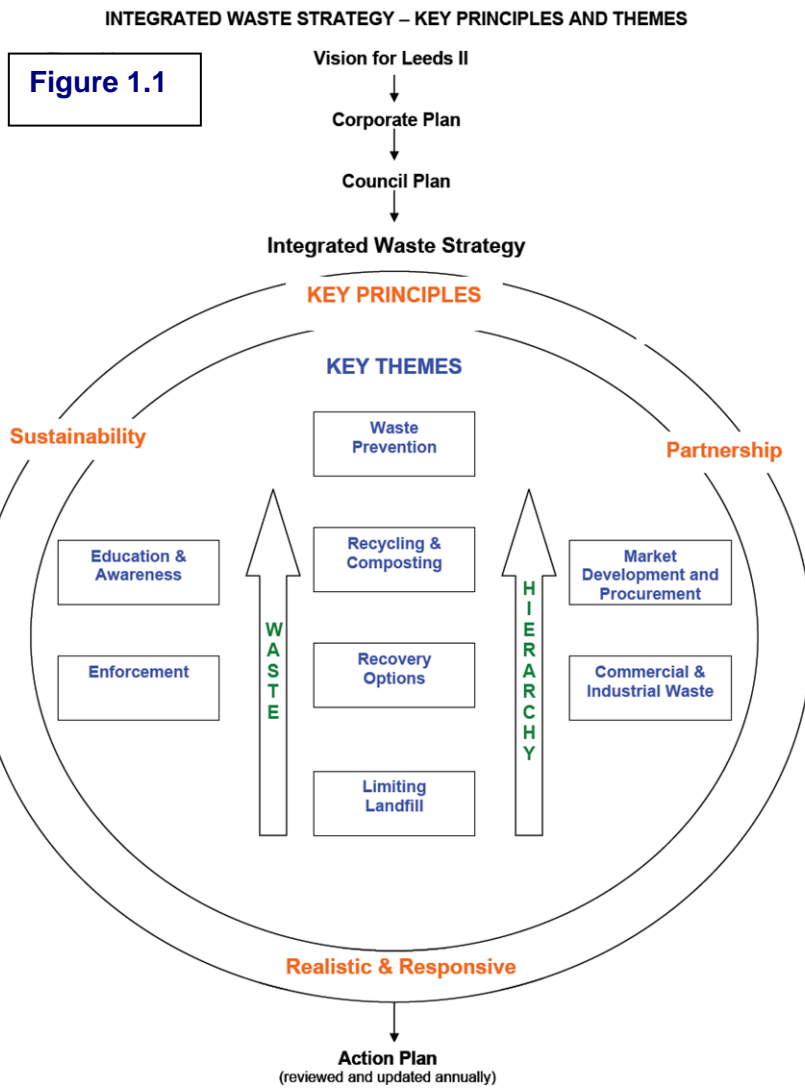 INTEGRATED WASTE STRATEGY – KEY PRINCIPLES AND THEMES
Figure 1.1
Vision for Leeds II
Corporate Plan
Council Plan
Integrated Waste Strategy
KEY PRINCIPLES
KEY THEMES
Sustainability
Partnership
Waste
Prevention
Education &
Awareness
Recycling &
Composting
Market
Development and
Procurement
WASTE
HIERARCHY
Enforcement
Recovery
Options
Commercial &
Industrial Waste
Limiting
Landfill
Realistic & Responsive
Action Plan
(reviewed and updated annually)